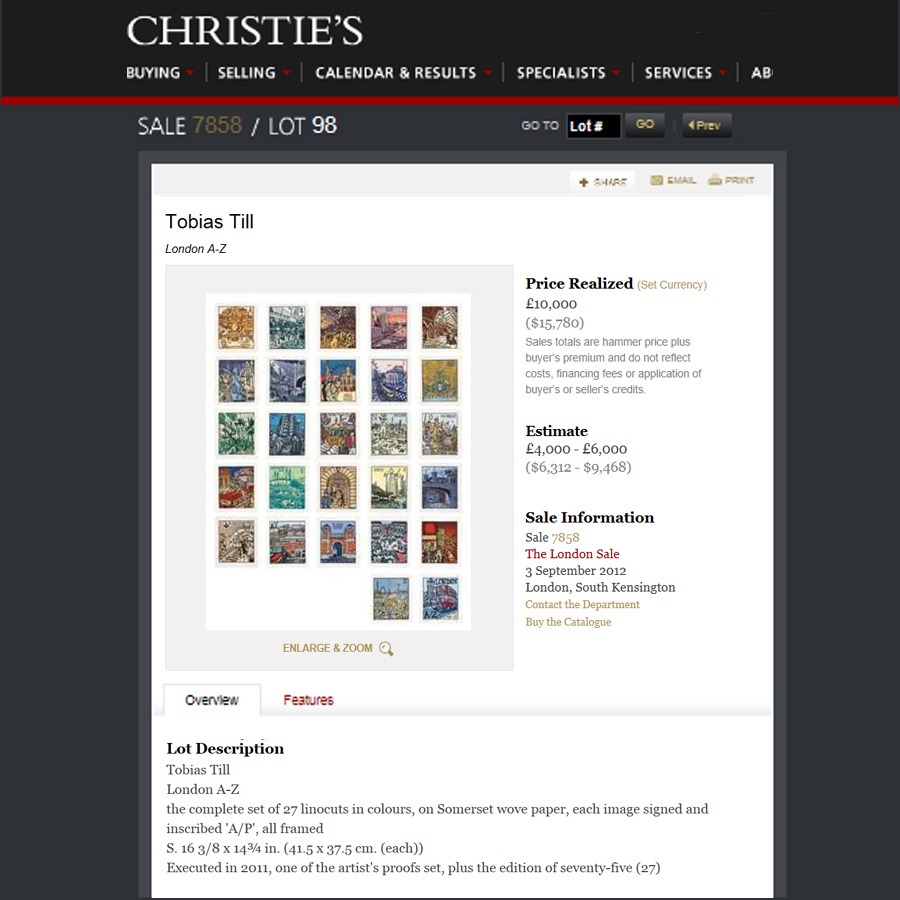 CHRISTIE'S
BUYING SELLING CALENDAR & RESULTS SPECIALISTS SERVICES AB
SALE 7858 / LOT 98
GO TO Lot # GO Prev
SHARE EMAIL PRINT
Tobias Till
London A-Z
Price Realized (Set Currency)
£10,000
($15,780)
Sales totals are hammer price plus
buyer's premium and do not reflect
costs, financing fees or application of
buyer's or seller's credits.
Estimate
£4,000 - £6,000
($6,312 - $9,468)
Sale Information
Sale 7858
The London Sale
3 September 2012
London, South Kensington
Contact the Department
Buy the Catalogue
LONDON
A-Z
ENLARGE & ZOOM
Overview Features
Lot Description
Tobias Till
London A-Z
the complete set of 27 linocuts in colours, on Somerset wove paper, each image signed and
inscribed 'A/P', all framed
S. 16 3/8 x 14¾ in. (41.5 x 37.5 cm. (each))
Executed in 2011, one of the artist's proofs set, plus the edition of seventy-five (27)